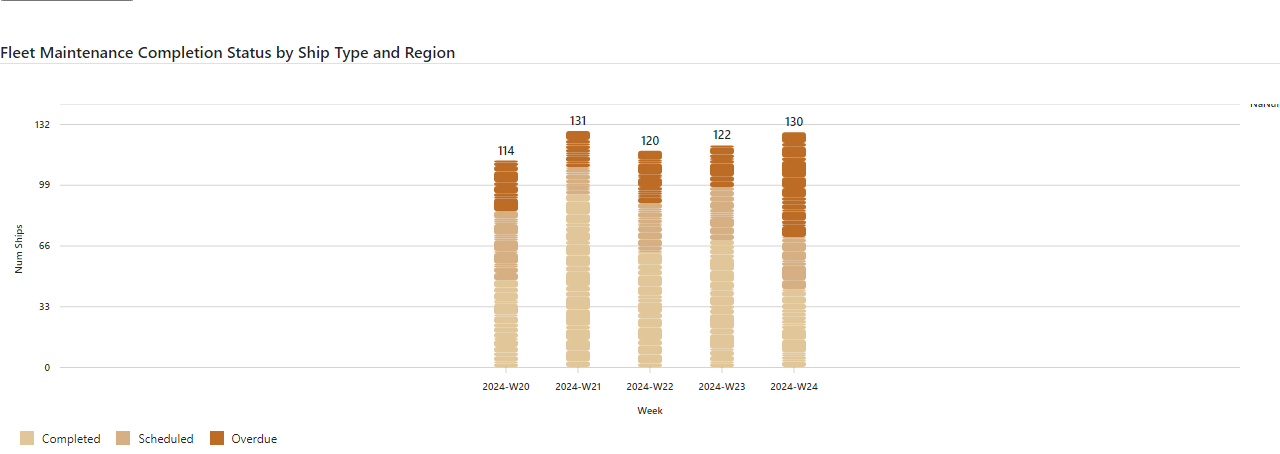 Fleet Maintenance Completion Status by Ship Type and Region
132
99
66
33
0
Num Ships
114
131
120
122
130
2024-W20
2024-W21
2024-W22
2024-W23
2024-W24
Week
Completed
Scheduled
Overdue